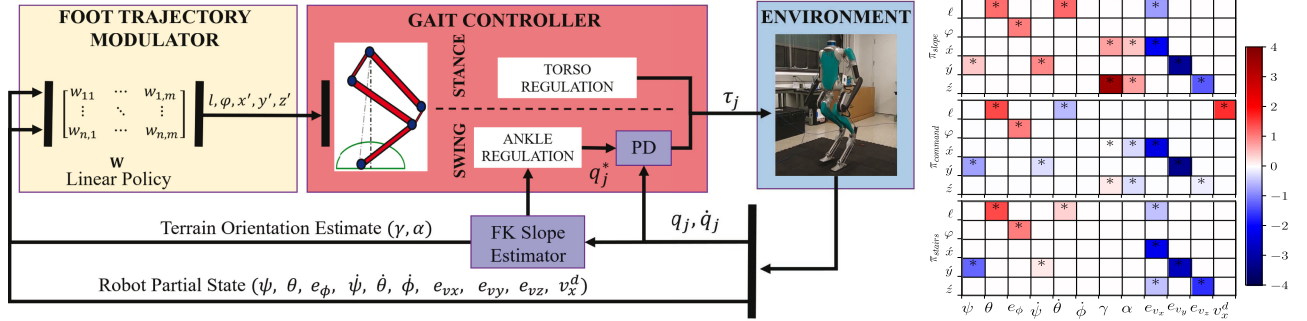 FOOT TRAJECTORY
MODULATOR
w11 ⋯ w1,m
⋮ ⋱ ⋮
wn,1 ⋯ wn,m
W
Linear Policy
l, φ, x′, y′, z′
GAIT CONTROLLER
STANCE
SWING
TORSO
REGULATION
ANKLE
REGULATION
PD
q*j
τj
ENVIRONMENT
Terrain Orientation Estimate (γ, α)
FK Slope
Estimator
qj, q̇j
Robot Partial State (ψ, θ, eϕ, ψ̇, θ̇, ϕ̇, evx, evy, evz, vxd)
πslope
ℓ * * *
φ *
x́ * * *
ý * * *
ź * * *
πcommand
ℓ * * *
φ *
x́ * * *
ý * * *
ź * * *
πstairs
ℓ * * *
φ *
x́ *
ý * * *
ź * *
ψ θ eϕ ψ̇ θ̇ ϕ̇ γ α evx evy evz vxd
4
3
2
1
0
−1
−2
−3
−4